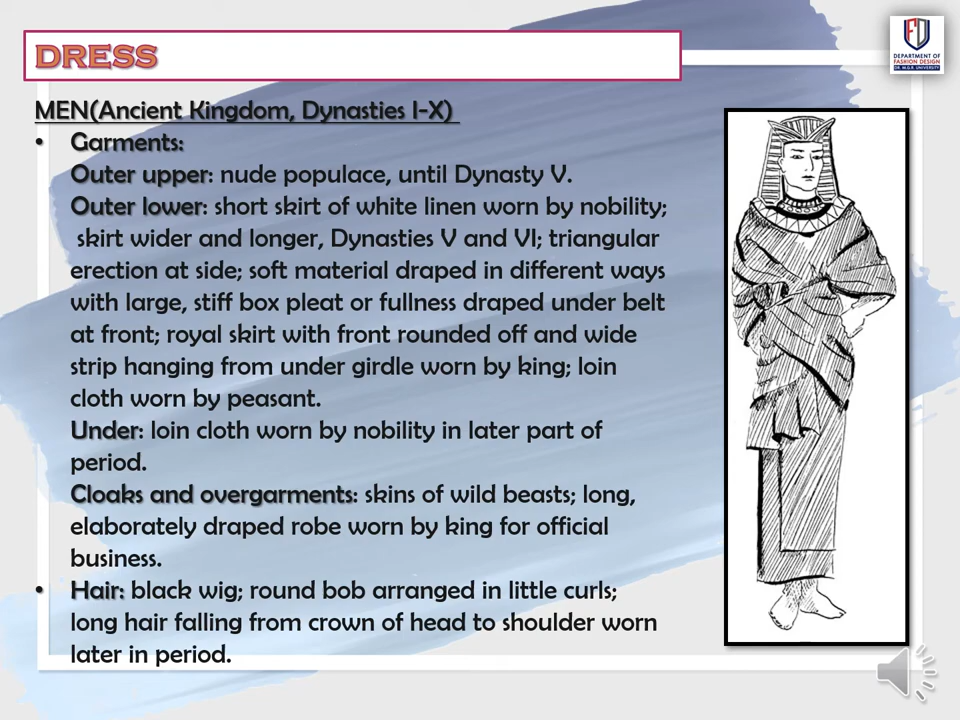 DRESS
DEPARTMENT OF
FASHION DESIGN
DR. M.G.R. UNIVERSITY
MEN(Ancient Kingdom, Dynasties I-X)
• Garments:
Outer upper: nude populace, until Dynasty V.
Outer lower: short skirt of white linen worn by nobility;
skirt wider and longer, Dynasties V and VI; triangular
erection at side; soft material draped in different ways
with large, stiff box pleat or fullness draped under belt
at front; royal skirt with front rounded off and wide
strip hanging from under girdle worn by king; loin
cloth worn by peasant.
Under: loin cloth worn by nobility in later part of
period.
Cloaks and overgarments: skins of wild beasts; long,
elaborately draped robe worn by king for official
business.
• Hair: black wig; round bob arranged in little curls;
long hair falling from crown of head to shoulder worn
later in period.